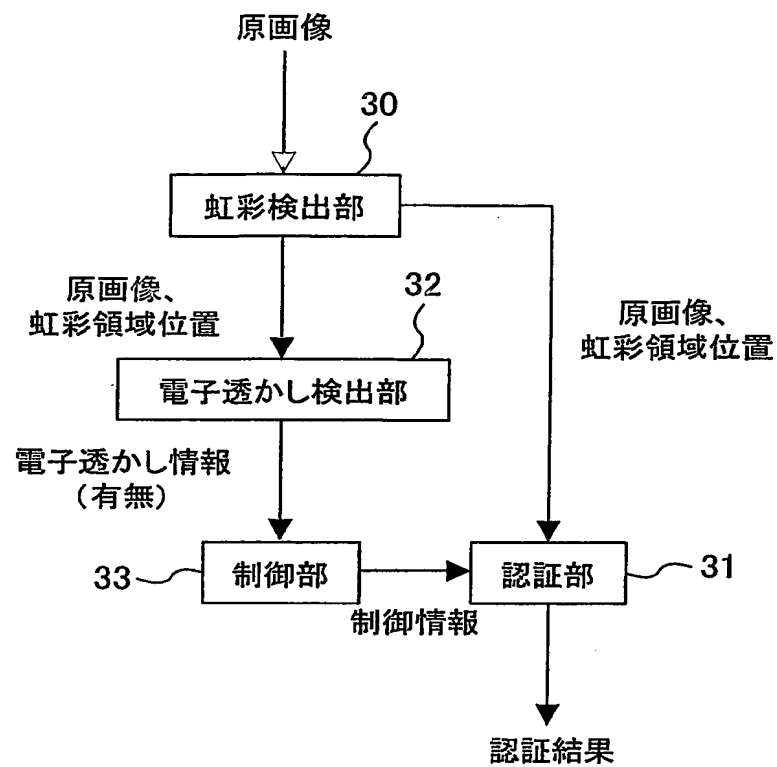 原画像
30
虹彩検出部
原画像、
虹彩領域位置
32
原画像、
虹彩領域位置
電子透かし検出部
電子透かし情報
（有無）
33
制御部
認証部
31
制御情報
認証結果